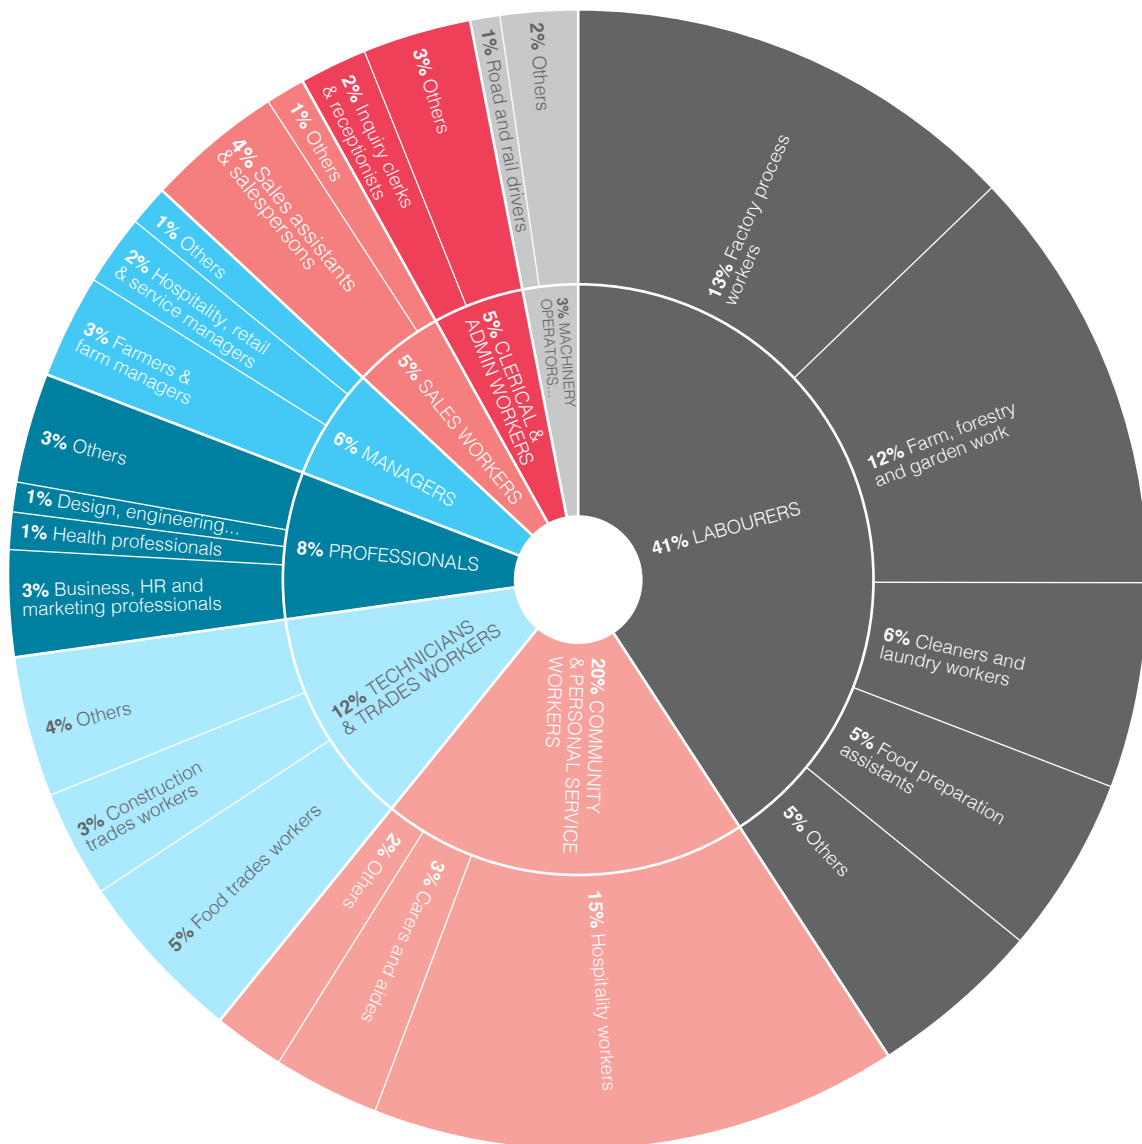 41% LABOURERS
13% Factory process
workers
12% Farm, forestry
and garden work
6% Cleaners and
laundry workers
5% Food preparation
assistants
5% Others
20% COMMUNITY
& PERSONAL SERVICE
WORKERS
15% Hospitality workers
3% Carers and aides
2% Others
12% TECHNICIANS
& TRADES WORKERS
5% Food trades workers
3% Construction
trades workers
4% Others
8% PROFESSIONALS
3% Business, HR and
marketing professionals
1% Health professionals
1% Design, engineering...
3% Others
6% MANAGERS
3% Farmers &
farm managers
2% Hospitality, retail
& service managers
1% Others
5% SALES WORKERS
4% Sales assistants
& salespersons
1% Others
5% CLERICAL &
ADMIN WORKERS
2% Inquiry clerks
& receptionists
3% Others
3% MACHINERY
OPERATORS...
1% Road and rail drivers
2% Others